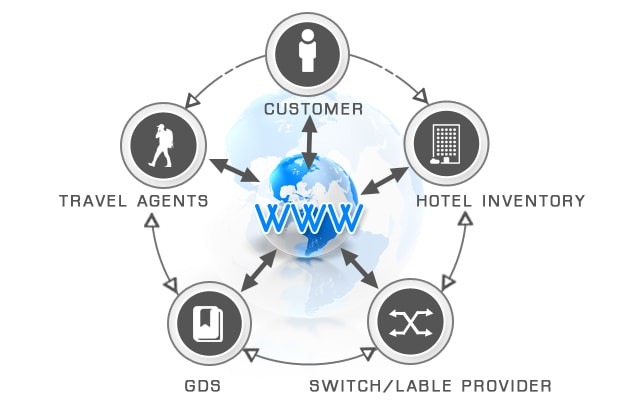 CUSTOMER
TRAVEL AGENTS
HOTEL INVENTORY
WWW
GDS
SWITCH/LABLE PROVIDER